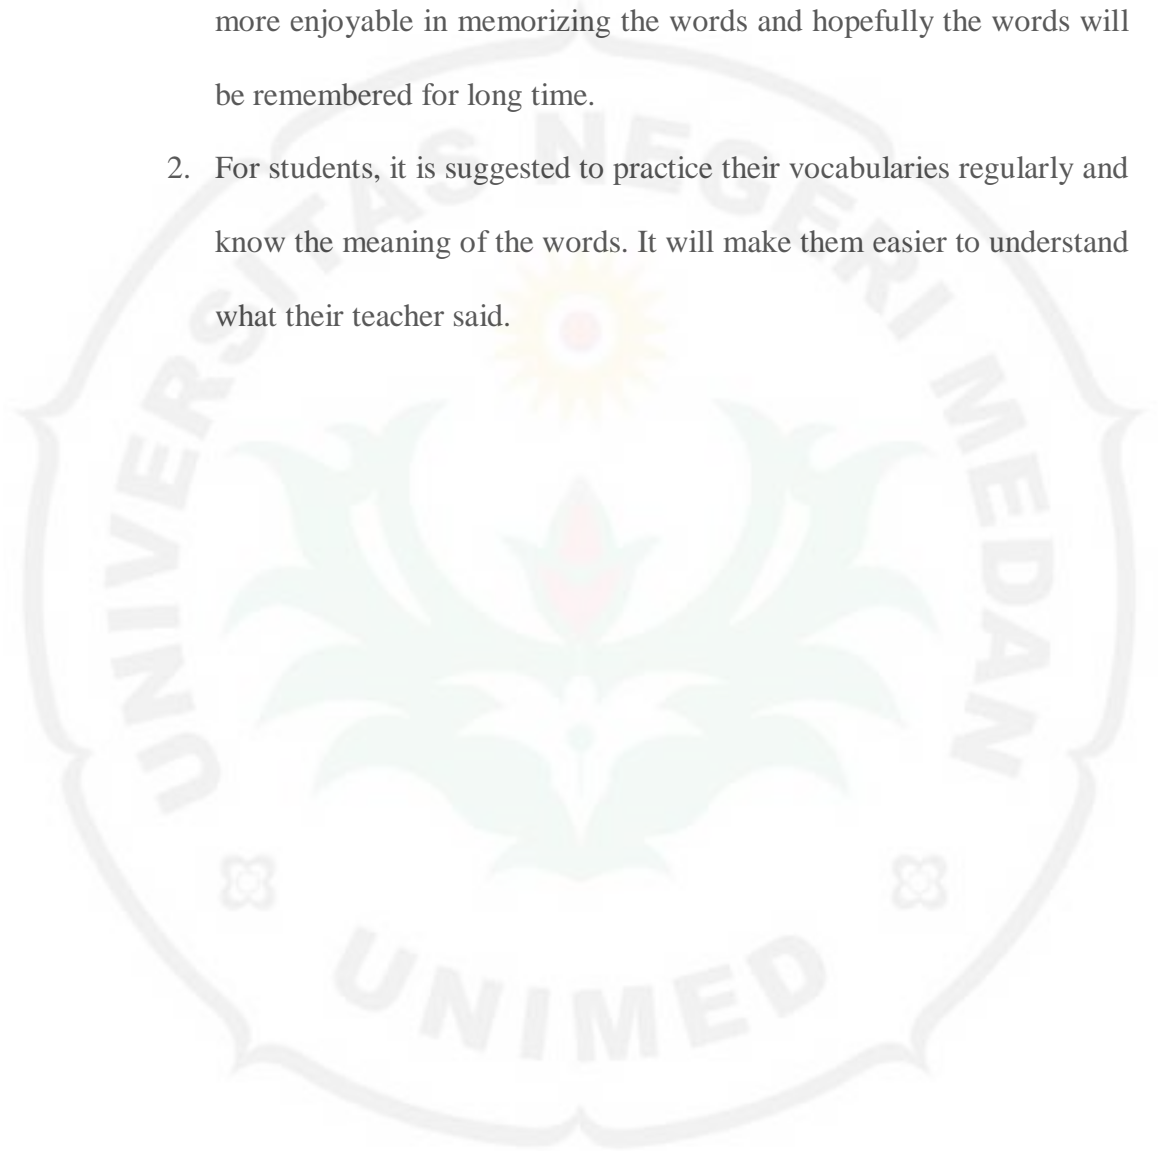 more enjoyable in memorizing the words and hopefully the words will
be remembered for long time.
2. For students, it is suggested to practice their vocabularies regularly and
know the meaning of the words. It will make them easier to understand
what their teacher said.
UNIVERSITAS NEGERI MEDAN
UNIMED